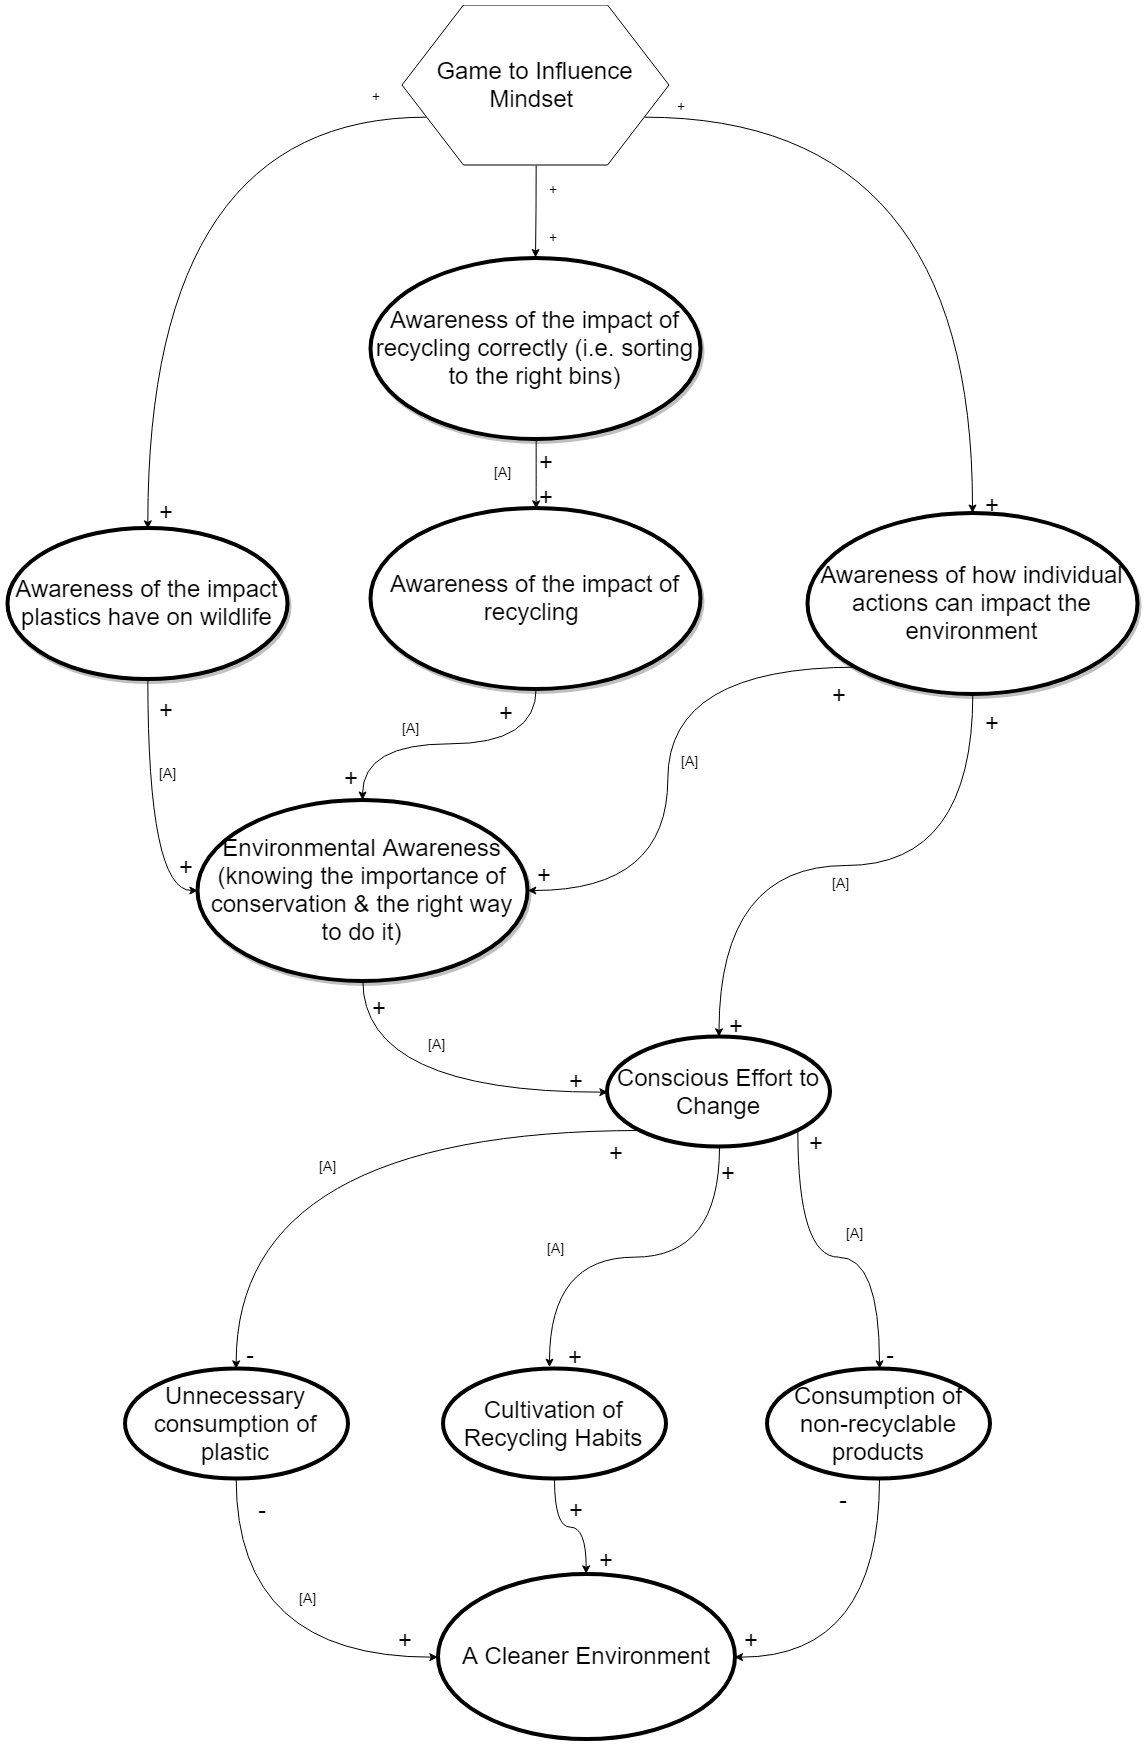 Game to Influence
Mindset
+
+
+
+
Awareness of the impact of
recycling correctly (i.e. sorting
to the right bins)
+
[A]
+
+
+
Awareness of the impact
plastics have on wildlife
Awareness of the impact of
recycling
Awareness of how individual
actions can impact the
environment
+
+
+
+
[A]
[A]
[A]
+
+
+
Environmental Awareness
(knowing the importance of
conservation & the right way
to do it)
[A]
+
[A]
+
+
Conscious Effort to
Change
+
+
+
[A]
[A]
[A]
-
+
-
Unnecessary
consumption of
plastic
Cultivation of
Recycling Habits
Consumption of
non-recyclable
products
-
+
-
[A]
+
+
+
A Cleaner Environment